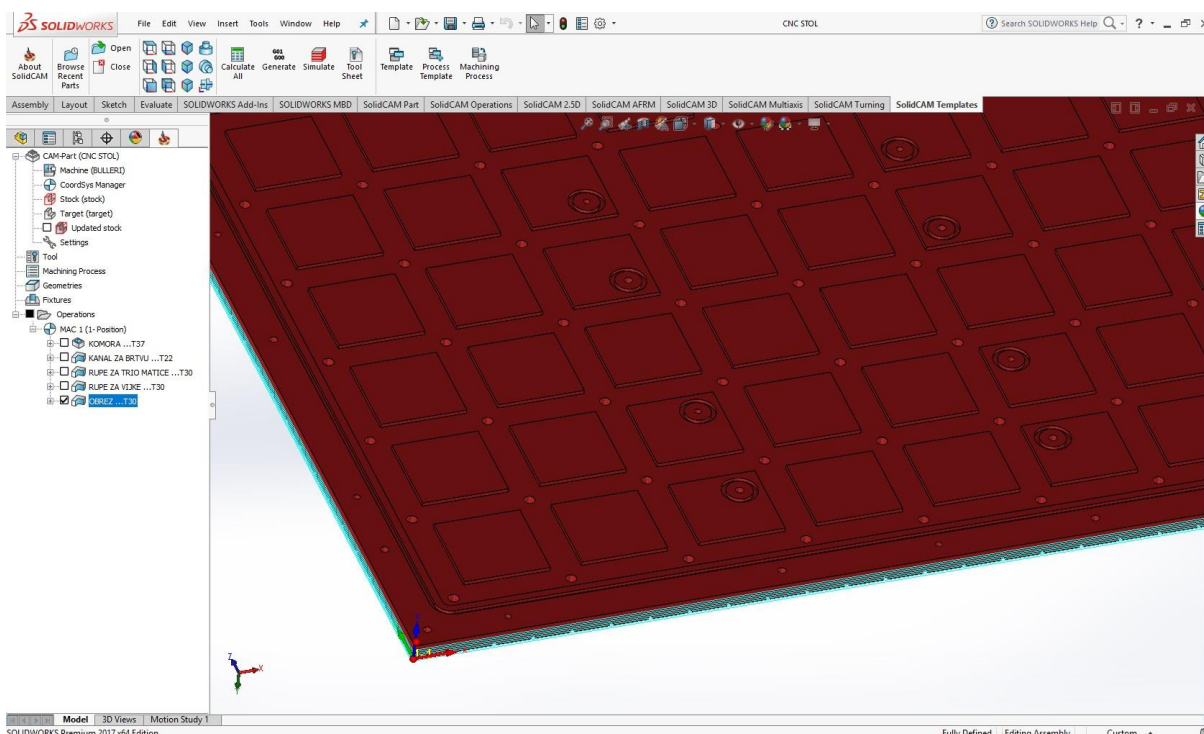 SOLIDWORKS File Edit View Insert Tools Window Help CNC STOL Search SOLIDWORKS Help ?
About SolidCAM
Browse Recent Parts
Open
Close
Calculate All
G01 G00
Generate
Simulate
Tool Sheet
Template
Process Template
Machining Process
Assembly Layout Sketch Evaluate SOLIDWORKS Add-Ins SOLIDWORKS MBD SolidCAM Part SolidCAM Operations SolidCAM 2.5D SolidCAM AFRM SolidCAM 3D SolidCAM Multiaxis SolidCAM Turning SolidCAM Templates
CAM-Part (CNC STOL)
Machine (BULLERI)
CoordSys Manager
Stock (stock)
Target (target)
Updated stock
Settings
Tool
Machining Process
Geometries
Fixtures
Operations
MAC 1 (1- Position)
KOMORA ...T37
KANAL ZA BRTVU ...T22
RUPE ZA TRIO MATICE ...T30
RUPE ZA VIJKE ...T30
OBREZ ...T30
Z
X
Y
Model 3D Views Motion Study 1
SOLIDWORKS Premium 2017 x64 Edition Fully Defined Editing Assembly Custom